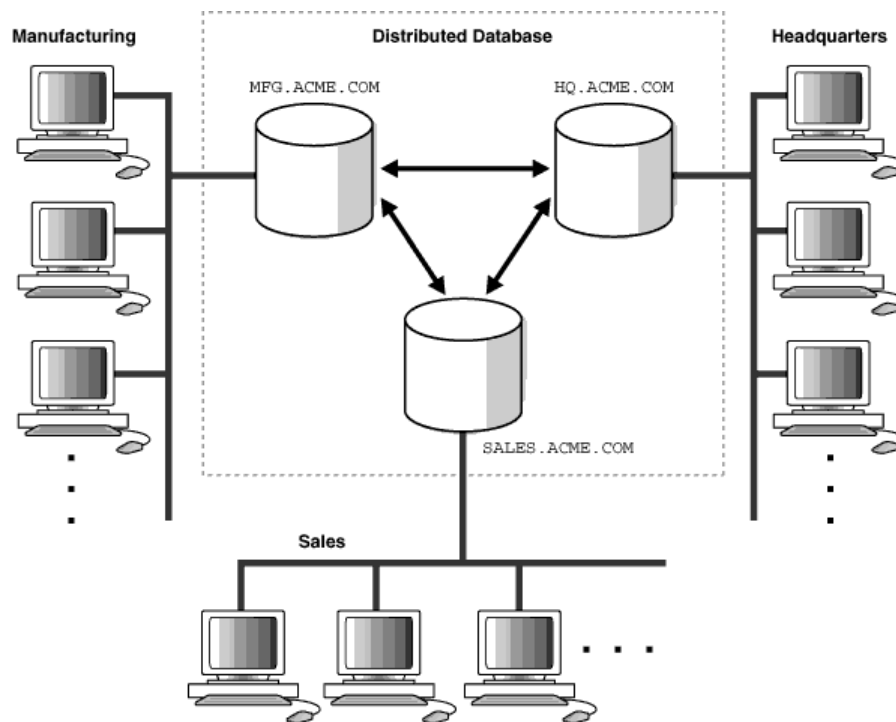 Manufacturing
Distributed Database
Headquarters
MFG.ACME.COM
HQ.ACME.COM
SALES.ACME.COM
Sales